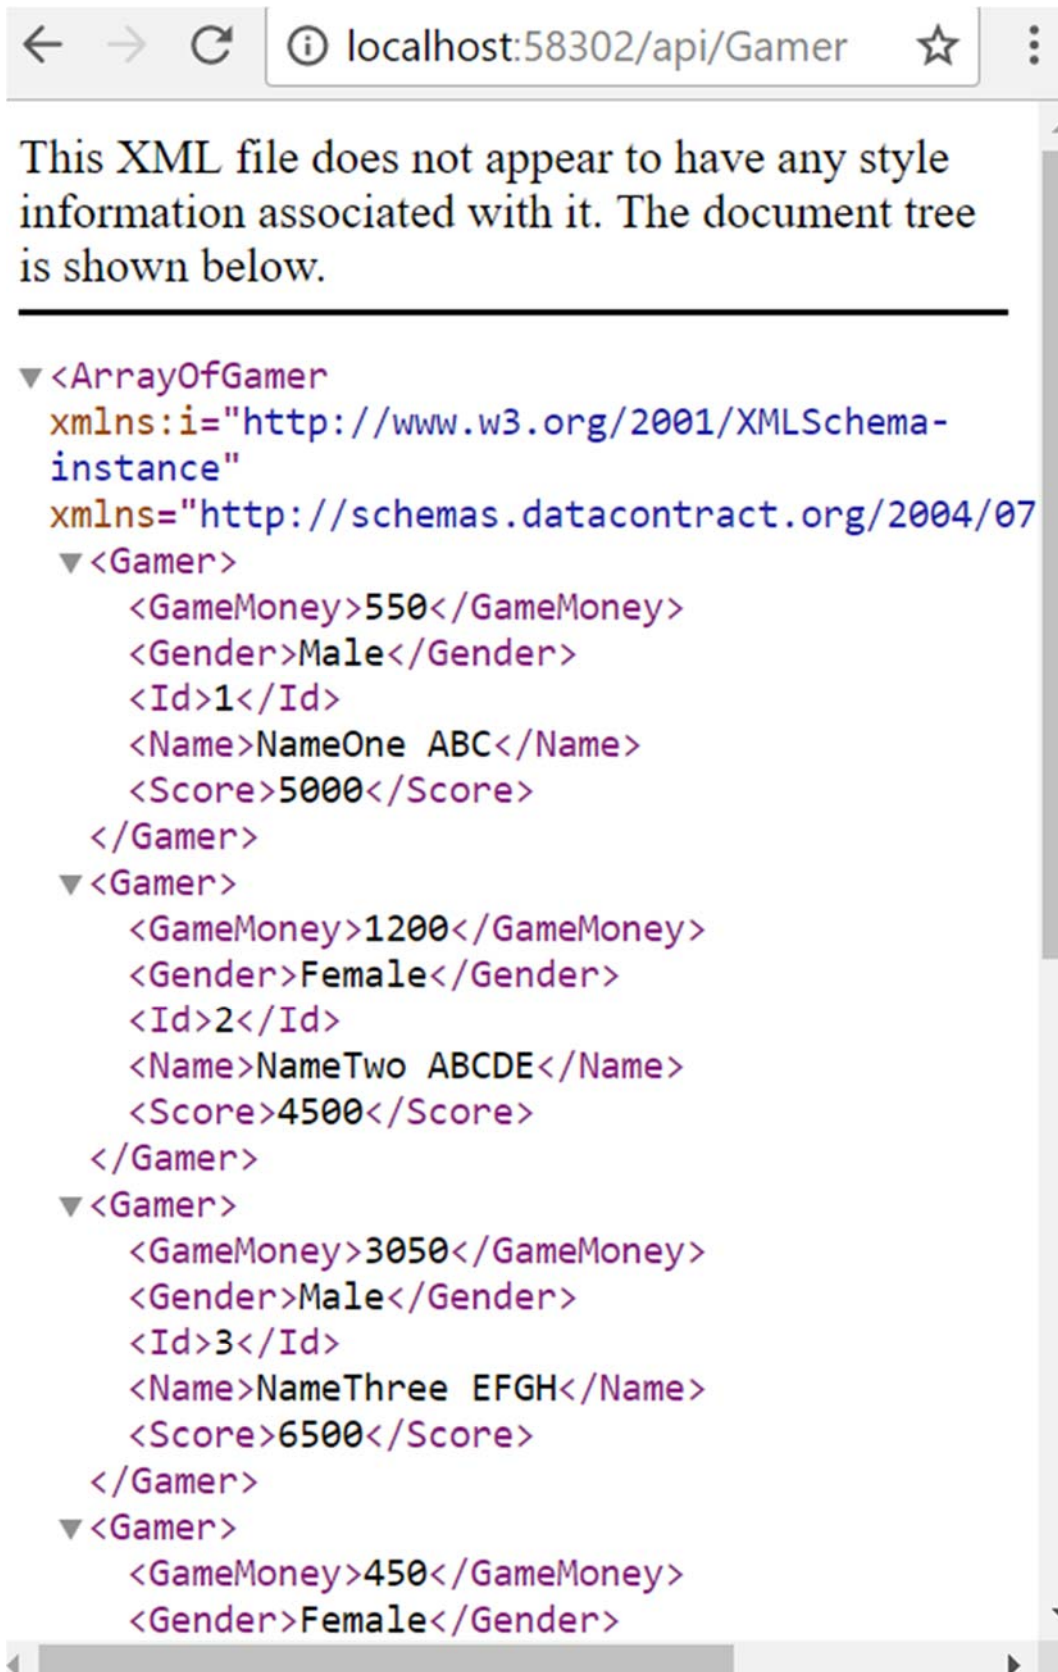 localhost:58302/api/Gamer
This XML file does not appear to have any style
information associated with it. The document tree
is shown below.
<ArrayOfGamer
xmlns:i="http://www.w3.org/2001/XMLSchema-
instance"
xmlns="http://schemas.datacontract.org/2004/07
<Gamer>
<GameMoney>550</GameMoney>
<Gender>Male</Gender>
<Id>1</Id>
<Name>NameOne ABC</Name>
<Score>5000</Score>
</Gamer>
<Gamer>
<GameMoney>1200</GameMoney>
<Gender>Female</Gender>
<Id>2</Id>
<Name>NameTwo ABCDE</Name>
<Score>4500</Score>
</Gamer>
<Gamer>
<GameMoney>3050</GameMoney>
<Gender>Male</Gender>
<Id>3</Id>
<Name>NameThree EFGH</Name>
<Score>6500</Score>
</Gamer>
<Gamer>
<GameMoney>450</GameMoney>
<Gender>Female</Gender>